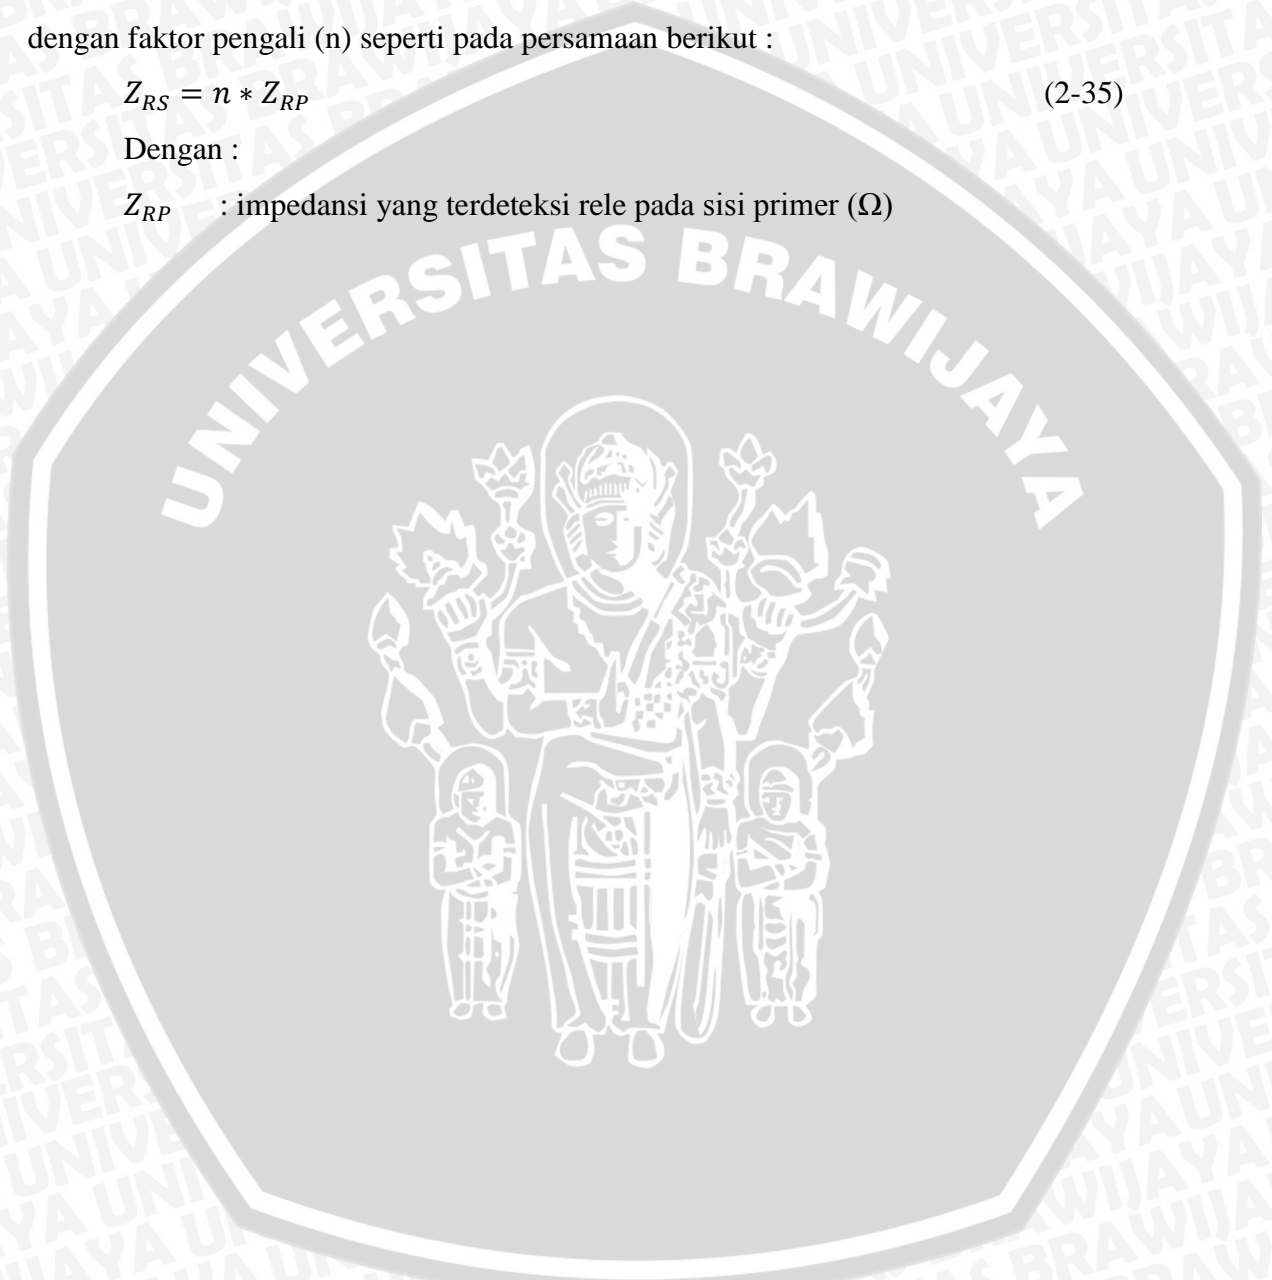 dengan faktor pengali (n) seperti pada persamaan berikut :
Z_RS = n * Z_RP (2-35)
Dengan :
Z_RP : impedansi yang terdeteksi rele pada sisi primer (Ω)
UNIVERSITAS BRAWIJAYA